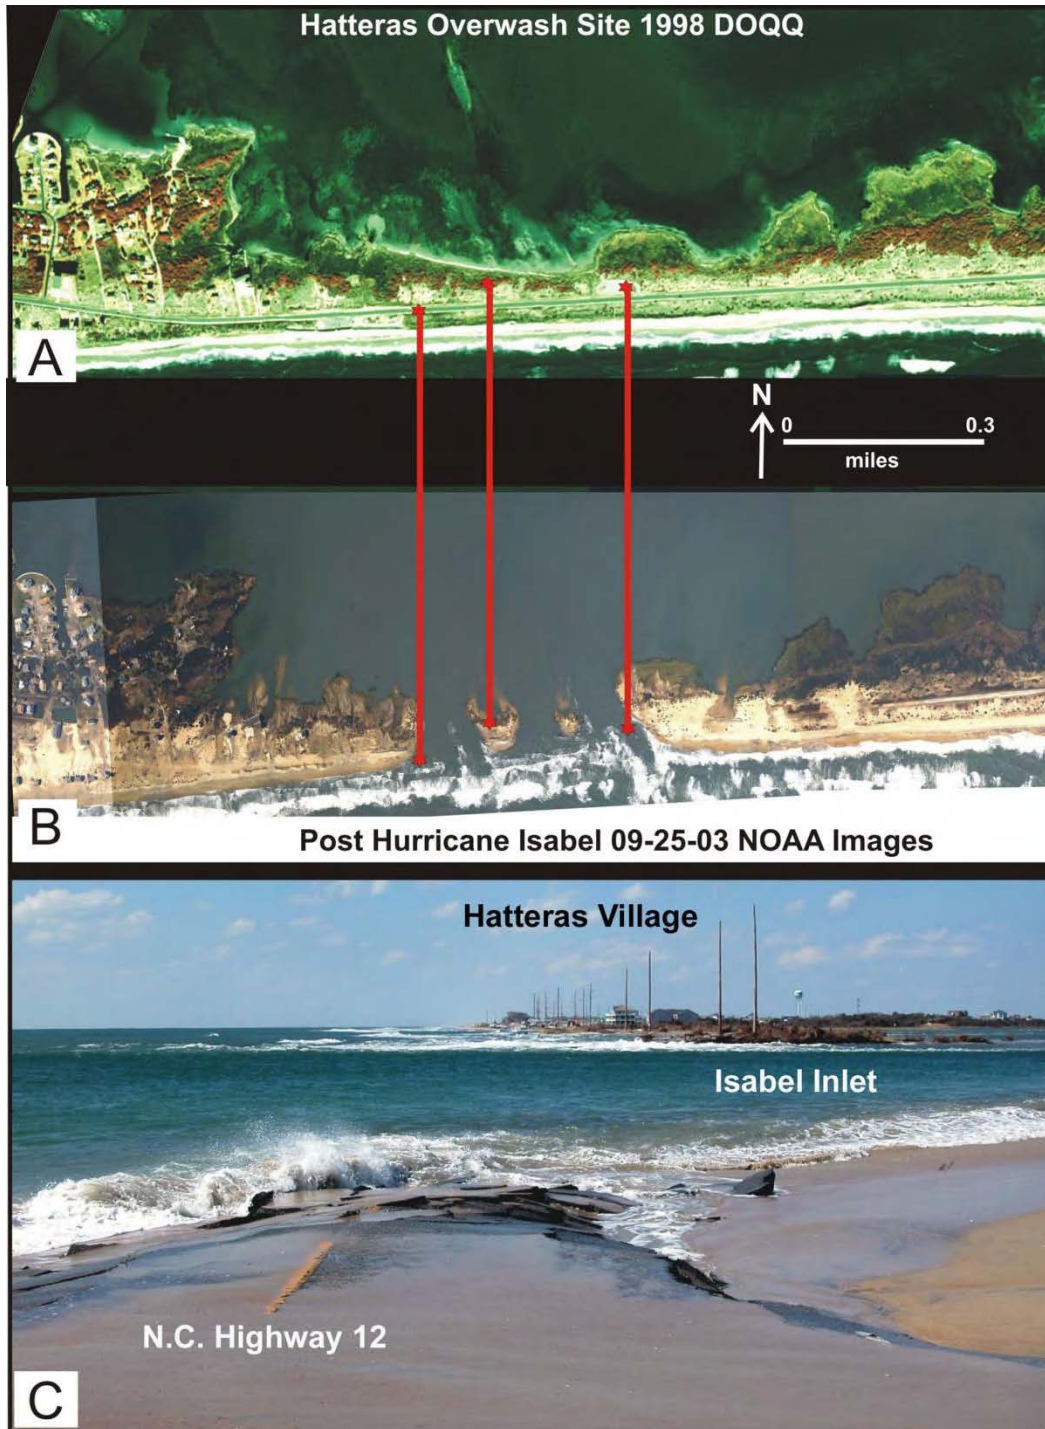 Hatteras Overwash Site 1998 DOQQ
A
N
0 0.3
miles
B
Post Hurricane Isabel 09-25-03 NOAA Images
Hatteras Village
Isabel Inlet
N.C. Highway 12
C